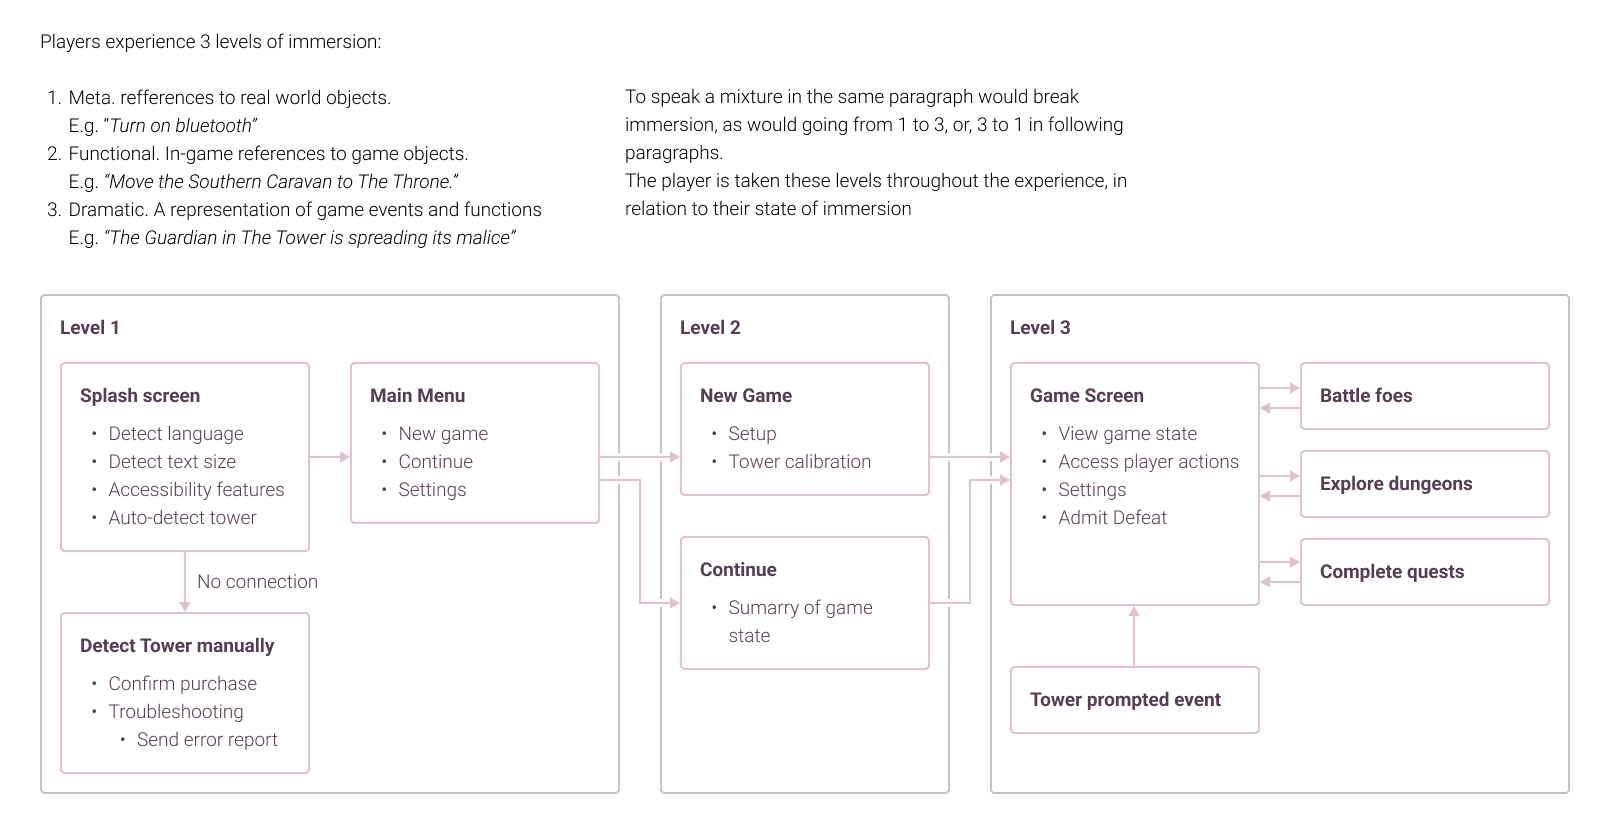 Players experience 3 levels of immersion:
1. Meta. refferences to real world objects.
E.g. “Turn on bluetooth”
2. Functional. In-game references to game objects.
E.g. “Move the Southern Caravan to The Throne.”
3. Dramatic. A representation of game events and functions
E.g. “The Guardian in The Tower is spreading its malice”
To speak a mixture in the same paragraph would break
immersion, as would going from 1 to 3, or, 3 to 1 in following
paragraphs.
The player is taken these levels throughout the experience, in
relation to their state of immersion
Level 1
Splash screen
• Detect language
• Detect text size
• Accessibility features
• Auto-detect tower
No connection
Detect Tower manually
• Confirm purchase
• Troubleshooting
• Send error report
Main Menu
• New game
• Continue
• Settings
Level 2
New Game
• Setup
• Tower calibration
Continue
• Sumarry of game
state
Level 3
Game Screen
• View game state
• Access player actions
• Settings
• Admit Defeat
Battle foes
Explore dungeons
Complete quests
Tower prompted event